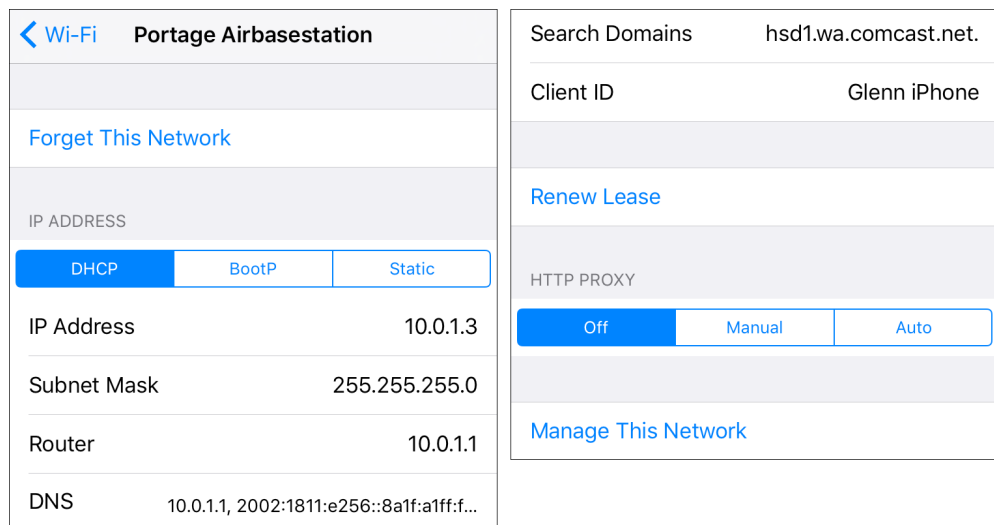 Wi-Fi Portage Airbasestation
Forget This Network
IP ADDRESS
DHCP BootP Static
IP Address 10.0.1.3
Subnet Mask 255.255.255.0
Router 10.0.1.1
DNS 10.0.1.1, 2002:1811:e256::8a1f:a1ff:f...
Search Domains hsd1.wa.comcast.net.
Client ID Glenn iPhone
Renew Lease
HTTP PROXY
Off Manual Auto
Manage This Network